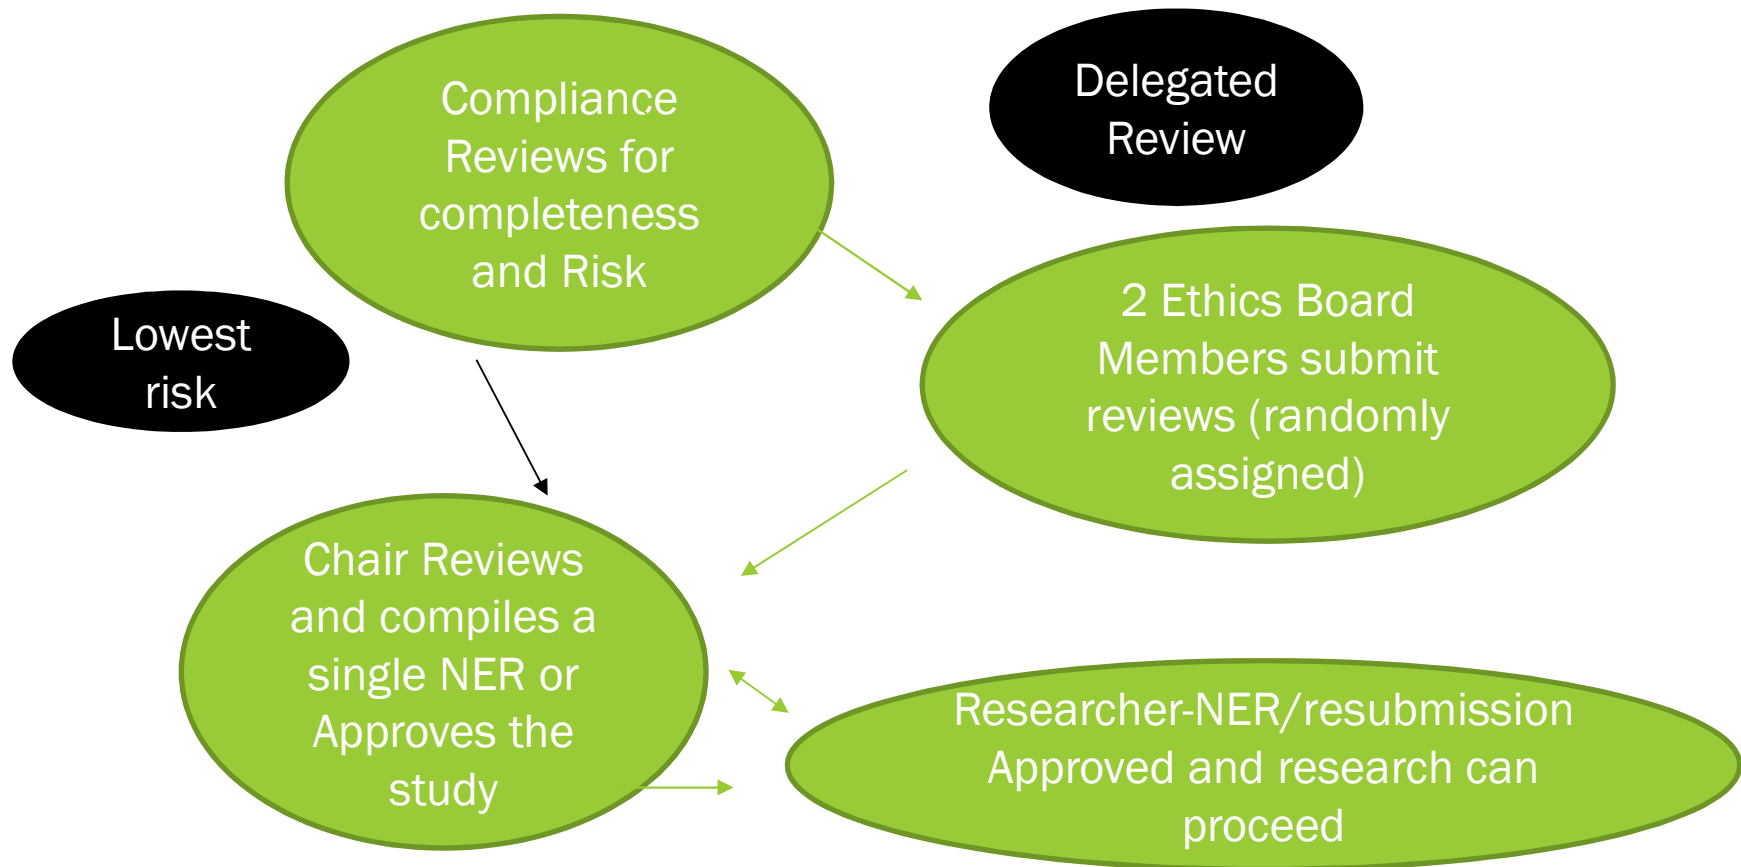 Compliance
Reviews for
completeness
and Risk
Delegated
Review
Lowest
risk
2 Ethics Board
Members submit
reviews (randomly
assigned)
Chair Reviews
and compiles a
single NER or
Approves the
study
Researcher-NER/resubmission
Approved and research can
proceed